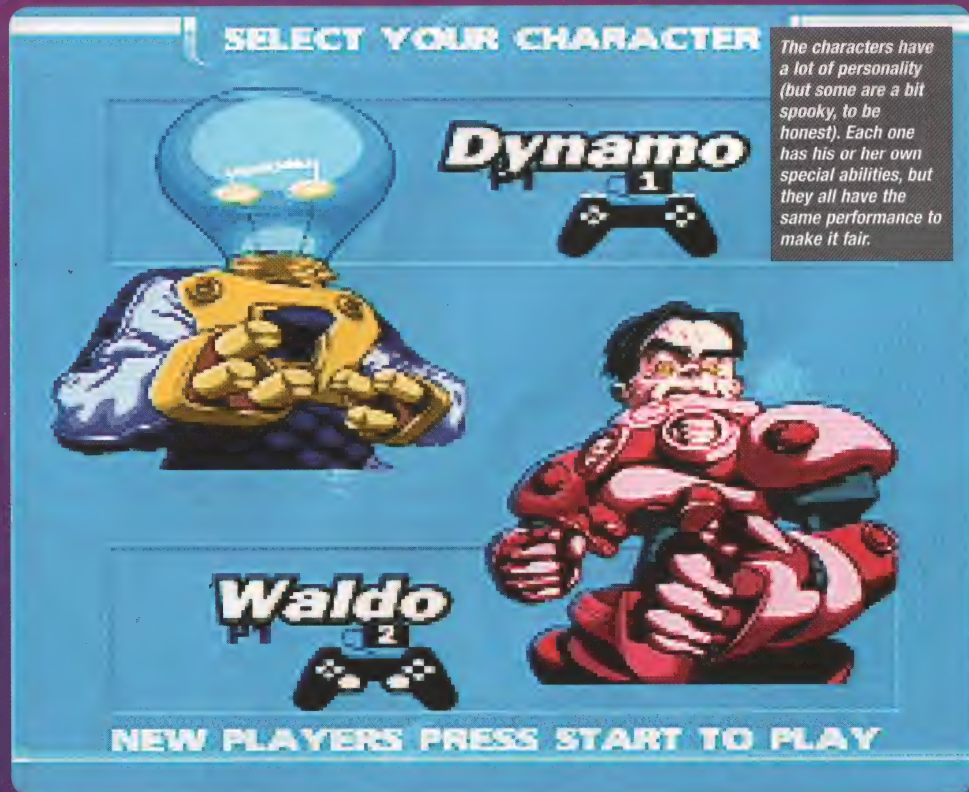 SELECT YOUR CHARACTER
The characters have
a lot of personality
(but some are a bit
spooky, to be
honest). Each one
has his or her own
special abilities, but
they all have the
same performance to
make it fair.
Dynamo
P1
1
Waldo
P1
2
NEW PLAYERS PRESS START TO PLAY